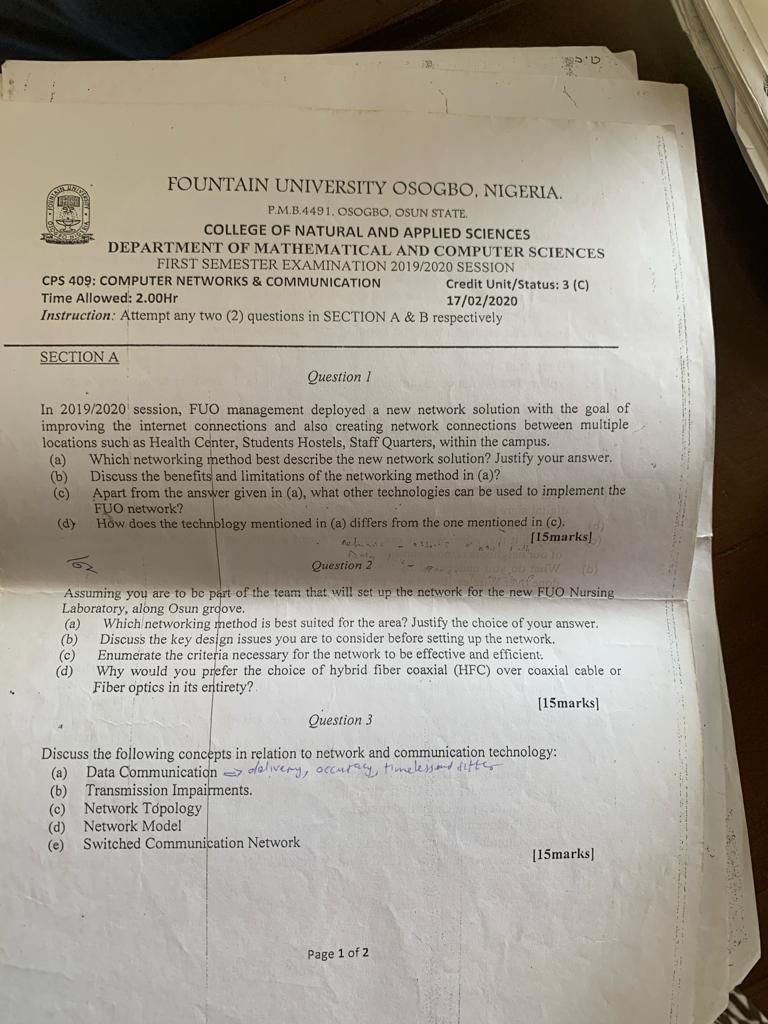 FOUNTAIN UNIVERSITY OSOGBO, NIGERIA.
P.M.B.4491, OSOGBO, OSUN STATE.
COLLEGE OF NATURAL AND APPLIED SCIENCES
DEPARTMENT OF MATHEMATICAL AND COMPUTER SCIENCES
FIRST SEMESTER EXAMINATION 2019/2020 SESSION
CPS 409: COMPUTER NETWORKS & COMMUNICATION Credit Unit/Status: 3 (C)
Time Allowed: 2.00Hr 17/02/2020
Instruction: Attempt any two (2) questions in SECTION A & B respectively
SECTION A
Question 1
In 2019/2020 session, FUO management deployed a new network solution with the goal of
improving the internet connections and also creating network connections between multiple
locations such as Health Center, Students Hostels, Staff Quarters, within the campus.
(a) Which networking method best describe the new network solution? Justify your answer.
(b) Discuss the benefits and limitations of the networking method in (a)?
(c) Apart from the answer given in (a), what other technologies can be used to implement the
FUO network?
(d) How does the technology mentioned in (a) differs from the one mentioned in (c).
[15marks]
Question 2
Assuming you are to be part of the team that will set up the network for the new FUO Nursing
Laboratory, along Osun groove.
(a) Which networking method is best suited for the area? Justify the choice of your answer.
(b) Discuss the key design issues you are to consider before setting up the network.
(c) Enumerate the criteria necessary for the network to be effective and efficient.
(d) Why would you prefer the choice of hybrid fiber coaxial (HFC) over coaxial cable or
Fiber optics in its entirety?
[15marks]
Question 3
Discuss the following concepts in relation to network and communication technology:
(a) Data Communication → delivery, accuracy,
(b) Transmission Impairments.
(c) Network Topology
(d) Network Model
(e) Switched Communication Network
[15marks]
Page 1 of 2